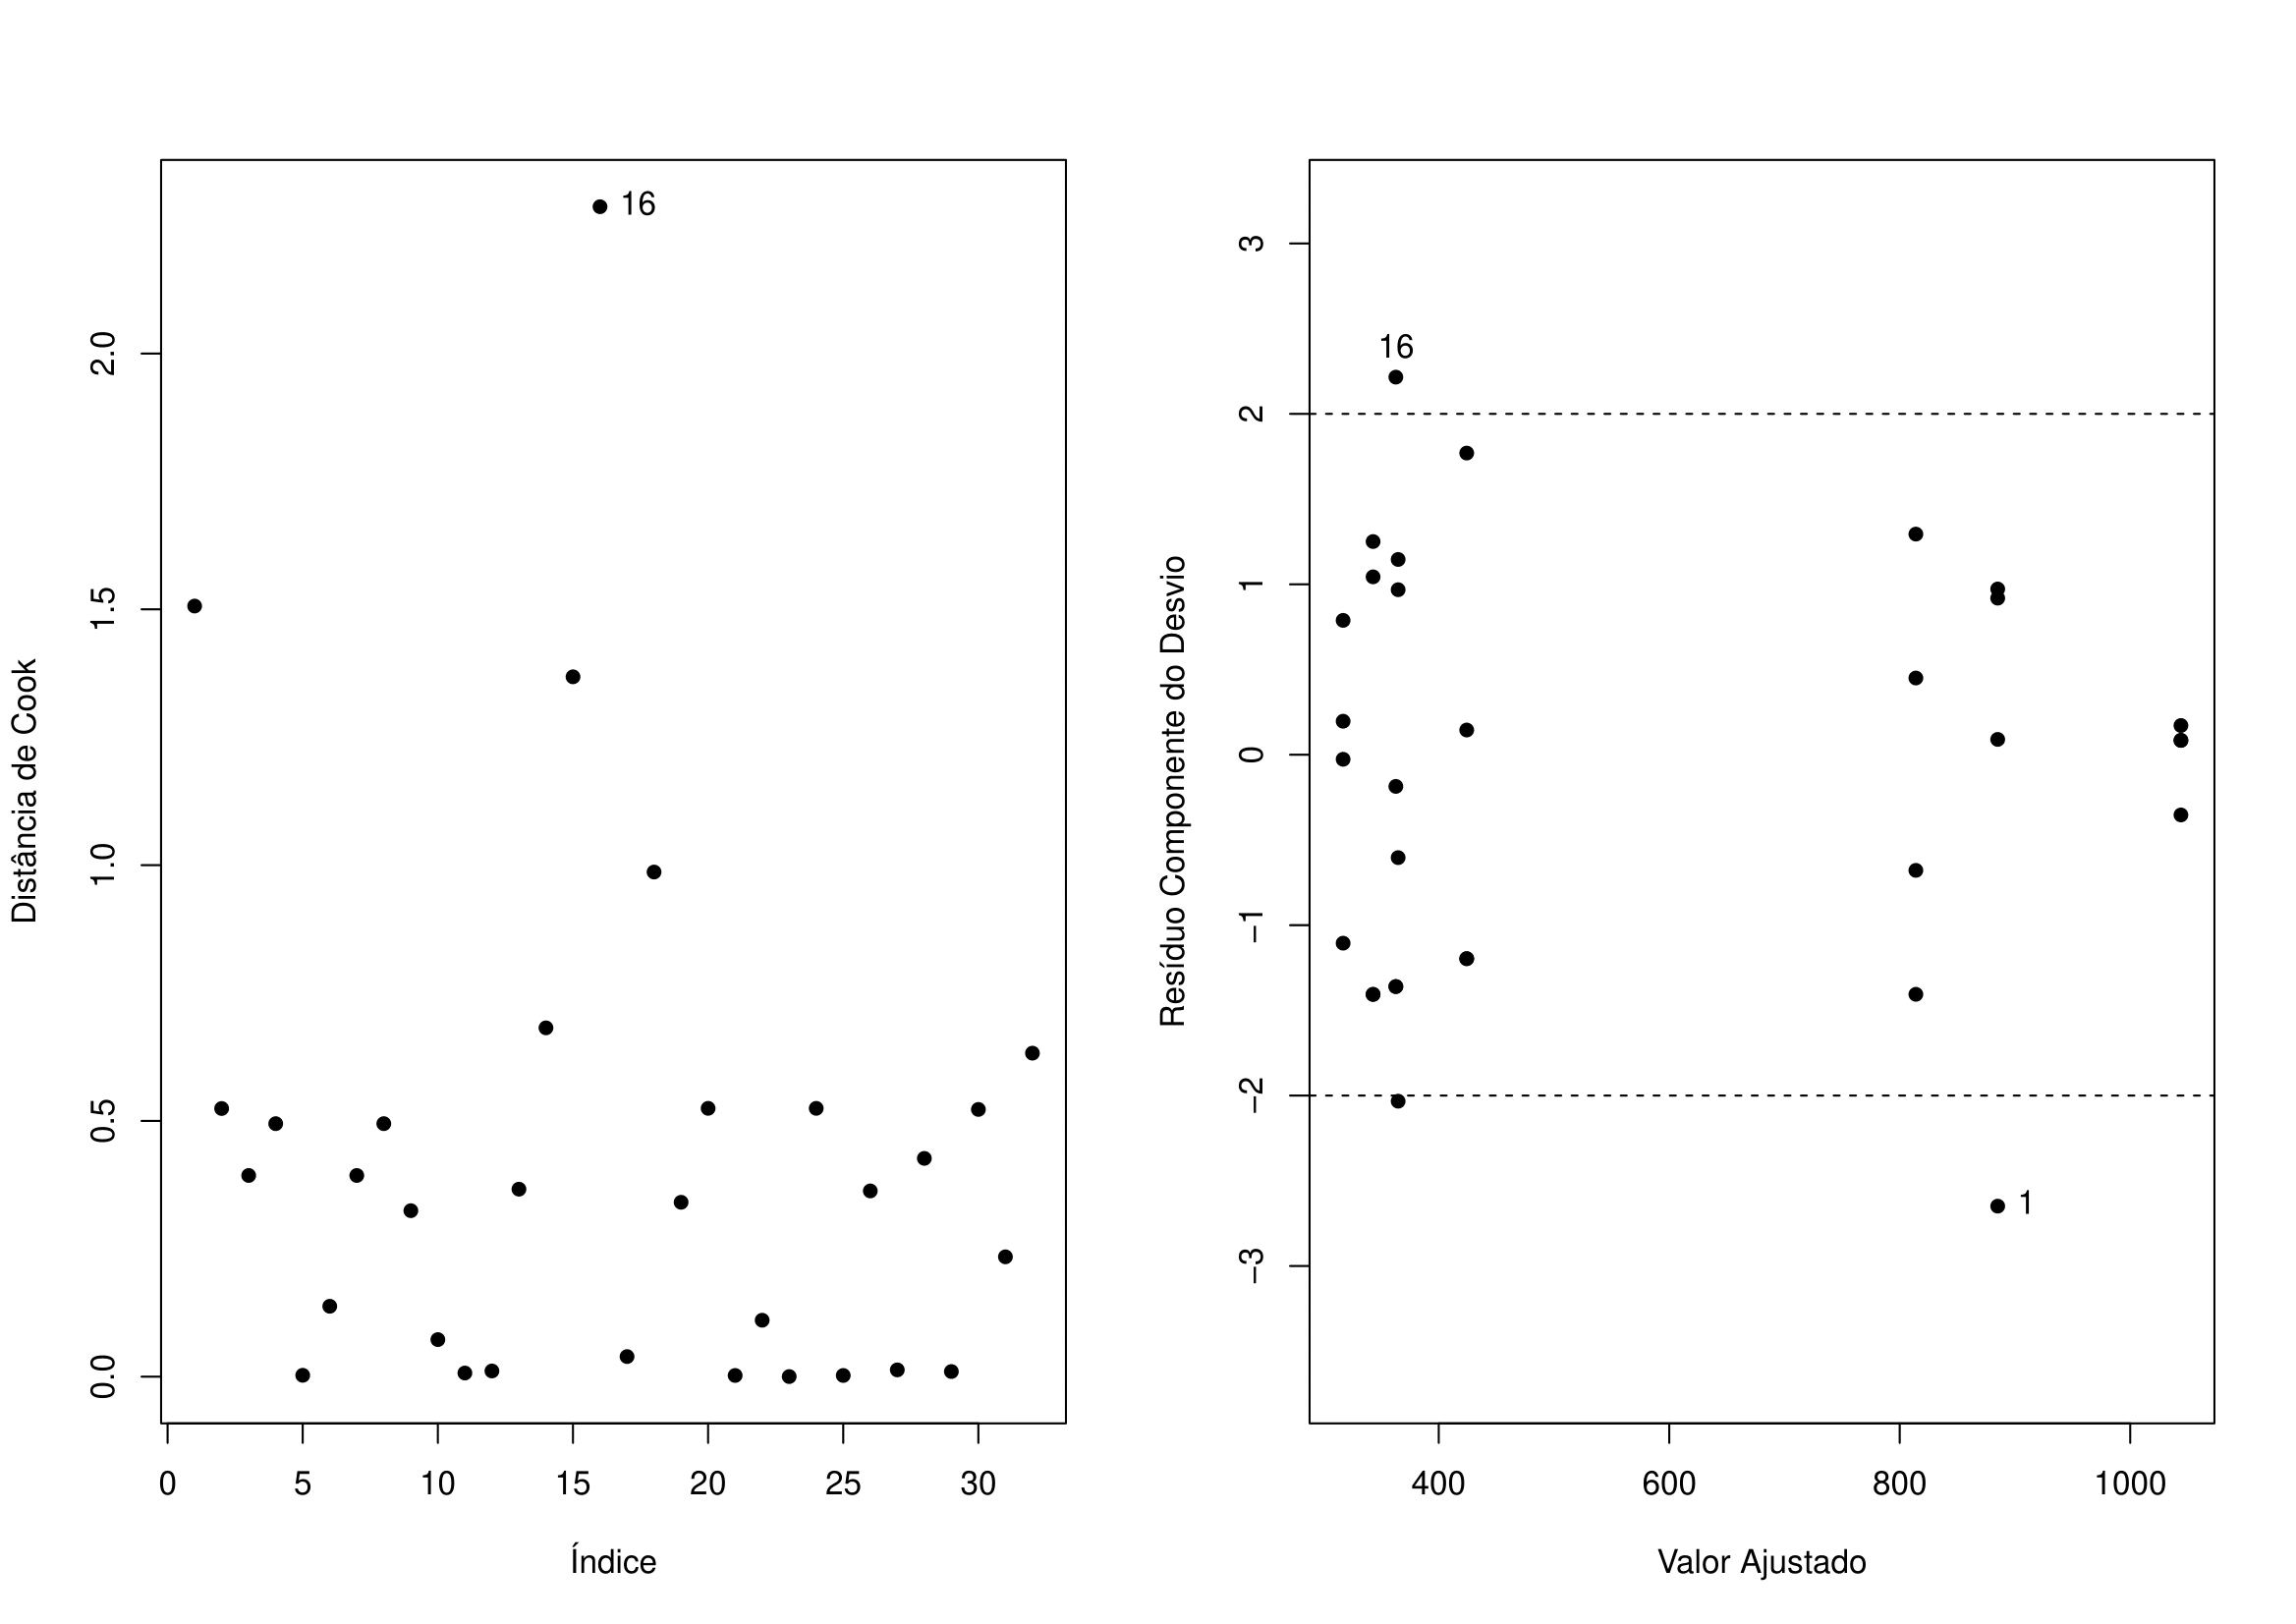 16
Distância de Cook
2.0
1.5
1.0
0.5
0.0
0 5 10 15 20 25 30
Índice
16
1
Resíduo Componente do Desvio
3
2
1
0
−1
−2
−3
400 600 800 1000
Valor Ajustado